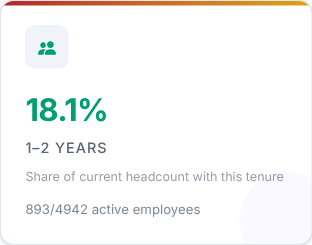 18.1%
1–2 YEARS
Share of current headcount with this tenure
893/4942 active employees